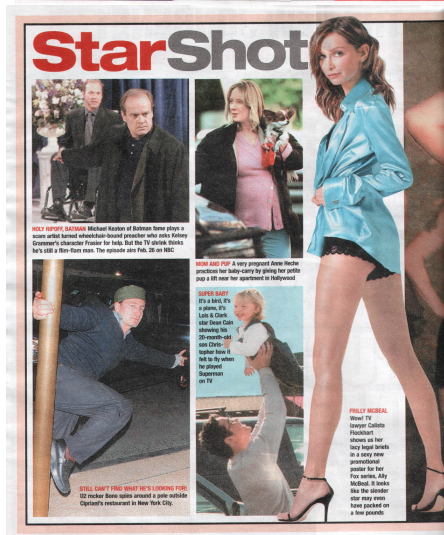 StarShot
HOLY RIPOFF, BATMAN Michael Keaton of Batman fame plays a
scam artist turned wheelchair-bound preacher who asks Kelsey
Grammer's character Frasier for help. But the TV shrink thinks
he's still a flim-flam man. The episode airs Feb. 26 on NBC
MOMI AND PUP A very pregnant Anne Heche
practices her baby-carry by giving her petite
pup a lift near her apartment in Hollywood
SUPER BABY
It's a bird, it's
a plane, it's
Lois & Clark
star Dean Cain
showing his
20-month-old
son Chris-
topher how it
felt to fly when
he played
Superman
on TV
FRILLY MCBEAL
Wow! TV
lawyer Calista
Flockhart
shows us her
lacy legal briefs
in a sexy new
promotional
poster for her
Fox series, Ally
McBeal. It looks
like the slender
star may even
have packed on
a few pounds
STILL CAN'T FIND WHAT HE'S LOOKING FOR!
U2 rocker Bono spins around a pole outside
Cipriani's restaurant in New York City.